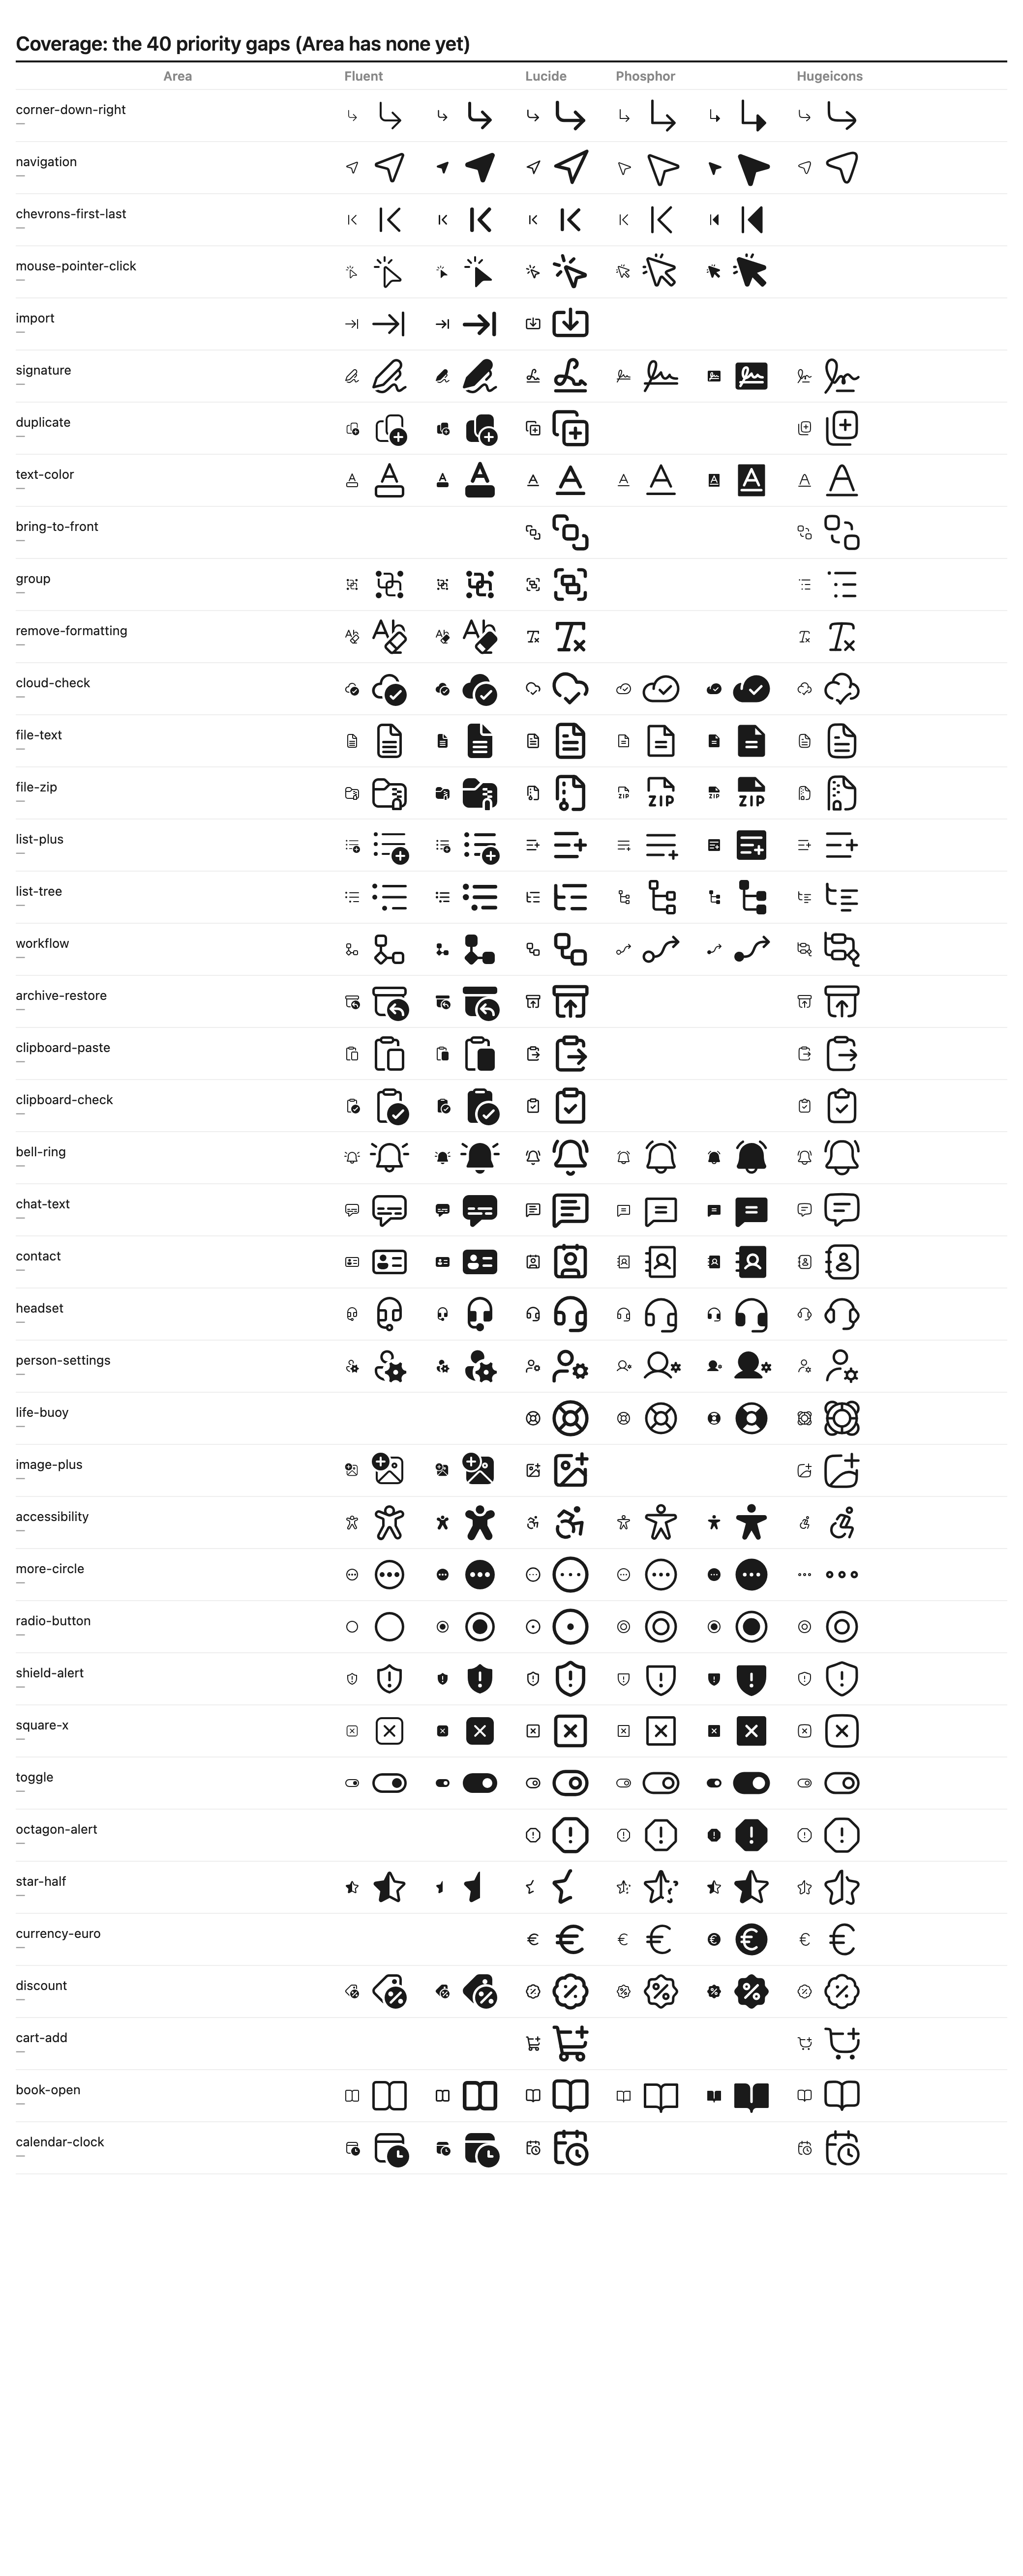 Coverage: the 40 priority gaps (Area has none yet)
Area Fluent Lucide Phosphor Hugeicons
corner-down-right
—
navigation
—
chevrons-first-last
—
mouse-pointer-click
—
import
—
signature
—
duplicate
—
text-color
—
bring-to-front
—
group
—
remove-formatting
—
cloud-check
—
file-text
—
file-zip
—
list-plus
—
list-tree
—
workflow
—
archive-restore
—
clipboard-paste
—
clipboard-check
—
bell-ring
—
chat-text
—
contact
—
headset
—
person-settings
—
life-buoy
—
image-plus
—
accessibility
—
more-circle
—
radio-button
—
shield-alert
—
square-x
—
toggle
—
octagon-alert
—
star-half
—
currency-euro
—
discount
—
cart-add
—
book-open
—
calendar-clock
—